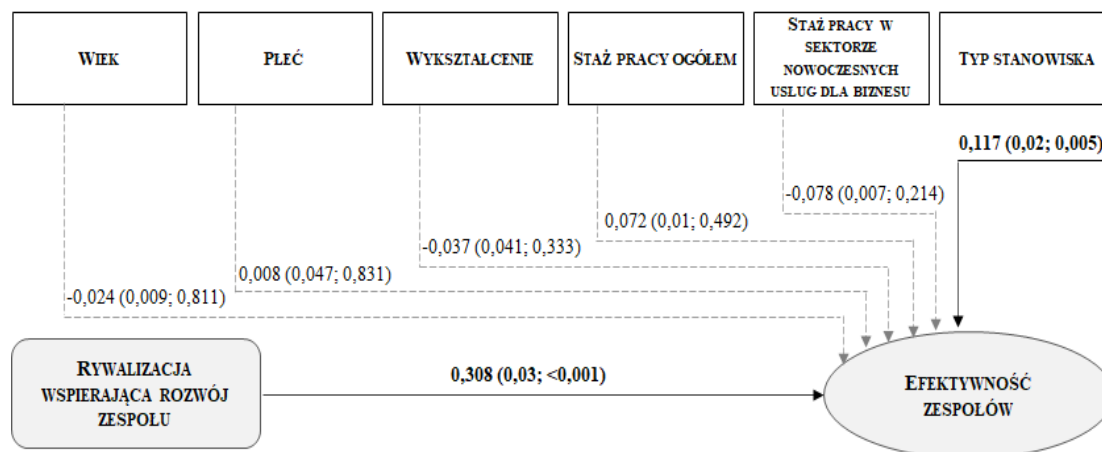 WIEK
PŁEĆ
WYKSZTAŁCENIE
STAŻ PRACY OGÓŁEM
STAŻ PRACY W
SEKTORZE
NOWOCZESNYCH
USŁUG DLA BIZNESU
TYP STANOWISKA
0,117 (0,02; 0,005)
-0,078 (0,007; 0,214)
0,072 (0,01; 0,492)
-0,037 (0,041; 0,333)
0,008 (0,047; 0,831)
-0,024 (0,009; 0,811)
RYWALIZACJA
WSPIERAJĄCA ROZWÓJ
ZESPOŁU
0,308 (0,03; <0,001)
EFEKTYWNOŚĆ
ZESPOŁÓW